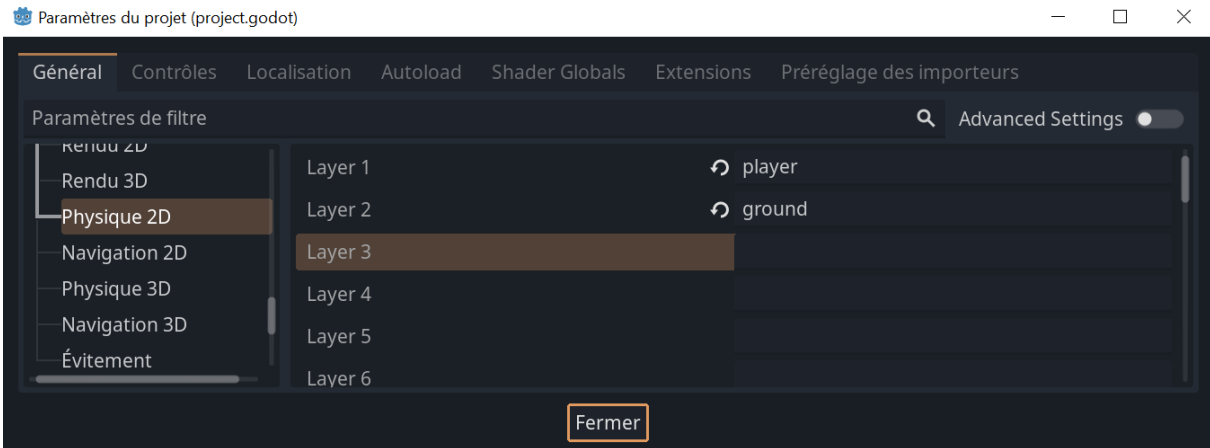 Paramètres du projet (project.godot)
Général Contrôles Localisation Autoload Shader Globals Extensions Préréglage des importeurs
Paramètres de filtre Advanced Settings
Rendu 2D
Rendu 3D
Physique 2D
Navigation 2D
Physique 3D
Navigation 3D
Évitement
Layer 1 player
Layer 2 ground
Layer 3
Layer 4
Layer 5
Layer 6
Fermer